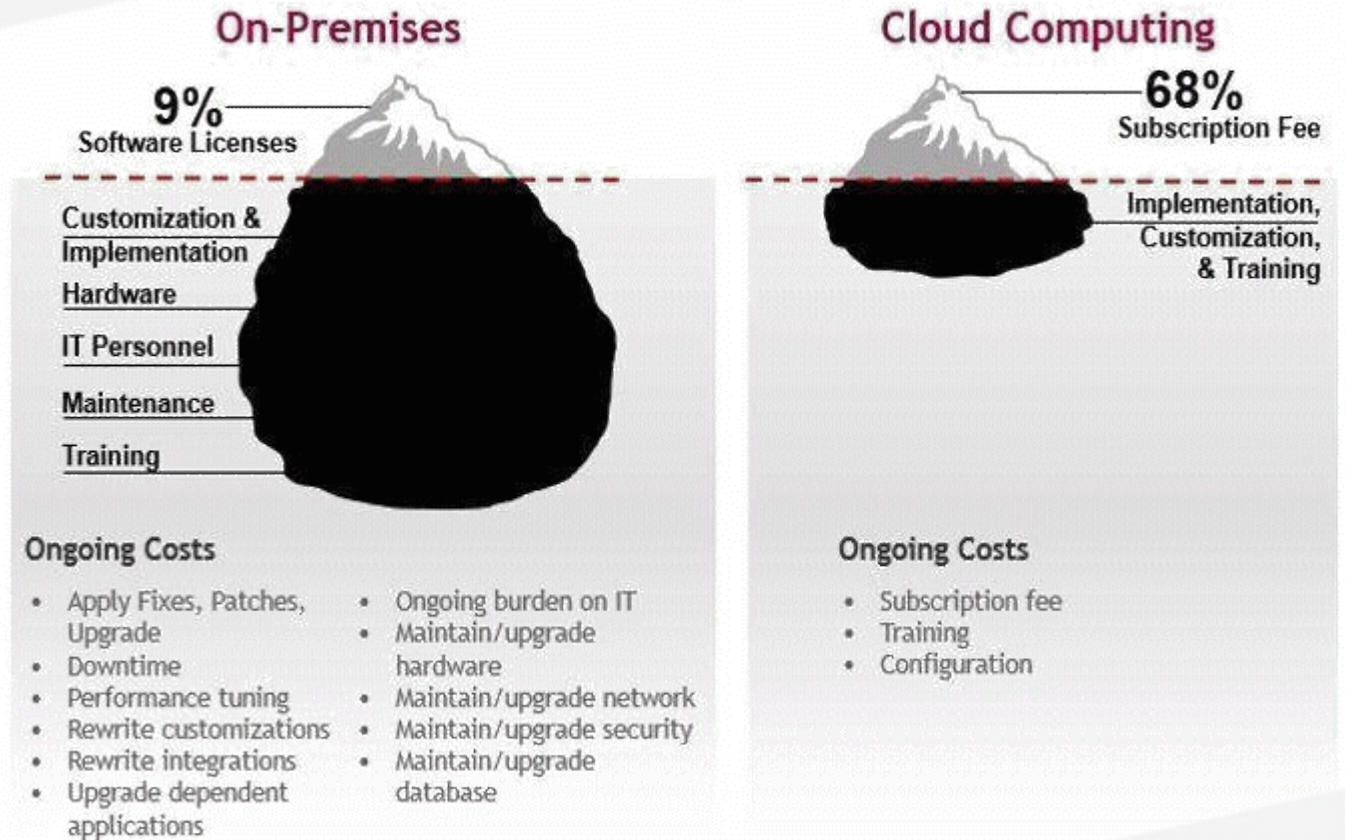 On-Premises
9%
Software Licenses
Customization &
Implementation
Hardware
IT Personnel
Maintenance
Training
Ongoing Costs
• Apply Fixes, Patches,
Upgrade
• Downtime
• Performance tuning
• Rewrite customizations
• Rewrite integrations
• Upgrade dependent
applications
• Ongoing burden on IT
• Maintain/upgrade
hardware
• Maintain/upgrade network
• Maintain/upgrade security
• Maintain/upgrade
database
Cloud Computing
68%
Subscription Fee
Implementation,
Customization,
& Training
Ongoing Costs
• Subscription fee
• Training
• Configuration